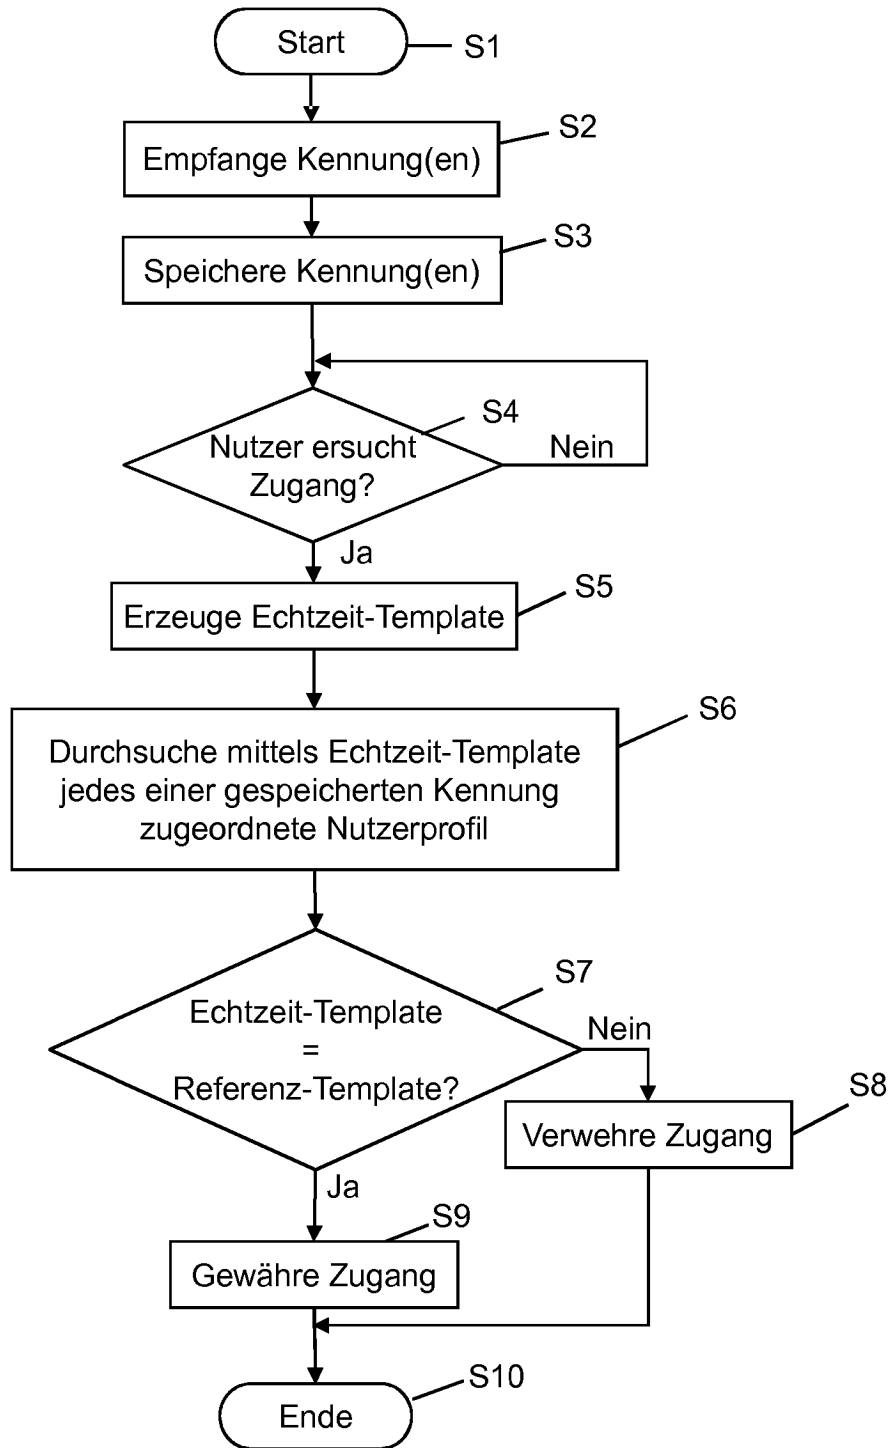 Start
S1
S2
Empfange Kennung(en)
S3
Speichere Kennung(en)
S4
Nutzer ersucht
Zugang?
Nein
Ja
S5
Erzeuge Echtzeit-Template
S6
Durchsuche mittels Echtzeit-Template
jedes einer gespeicherten Kennung
zugeordnete Nutzerprofil
S7
Echtzeit-Template
=
Referenz-Template?
Nein
S8
Verwehre Zugang
Ja
S9
Gewähre Zugang
S10
Ende